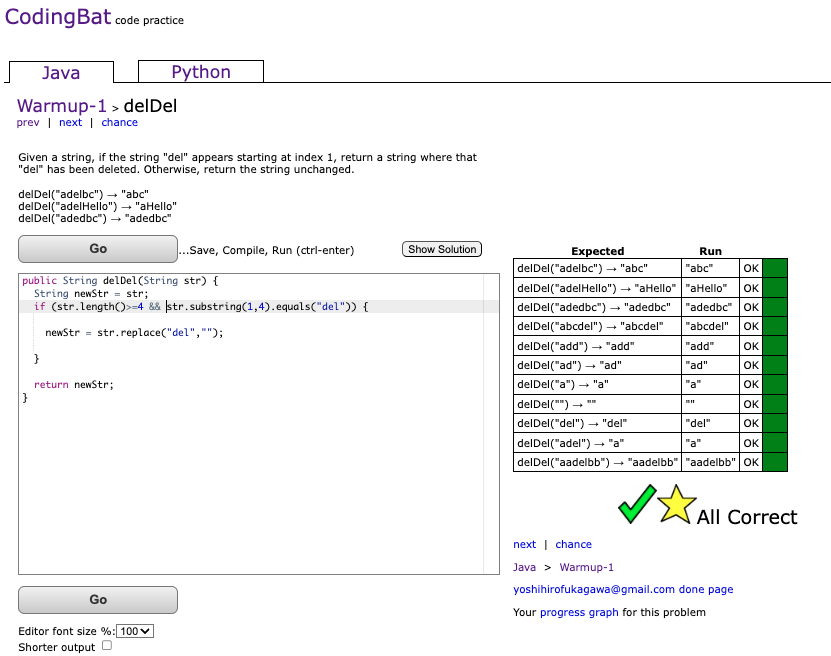 CodingBat code practice
Java
Python
Warmup-1 > delDel
prev | next | chance
Given a string, if the string "del" appears starting at index 1, return a string where that
"del" has been deleted. Otherwise, return the string unchanged.
delDel("adelbc") → "abc"
delDel("adelHello") → "aHello"
delDel("adedbc") → "adedbc"
Go ...Save, Compile, Run (ctrl-enter) Show Solution
public String delDel(String str) {
String newStr = str;
if (str.length()>=4 && str.substring(1,4).equals("del")) {
newStr = str.replace("del","");
}
return newStr;
}
Go
Editor font size %: 100
Shorter output
Expected Run
delDel("adelbc") → "abc" "abc" OK
delDel("adelHello") → "aHello" "aHello" OK
delDel("adedbc") → "adedbc" "adedbc" OK
delDel("abcdel") → "abcdel" "abcdel" OK
delDel("add") → "add" "add" OK
delDel("ad") → "ad" "ad" OK
delDel("a") → "a" "a" OK
delDel("") → "" "" OK
delDel("del") → "del" "del" OK
delDel("adel") → "a" "a" OK
delDel("aadelbb") → "aadelbb" "aadelbb" OK
All Correct
next | chance
Java > Warmup-1
yoshihirofukagawa@gmail.com done page
Your progress graph for this problem